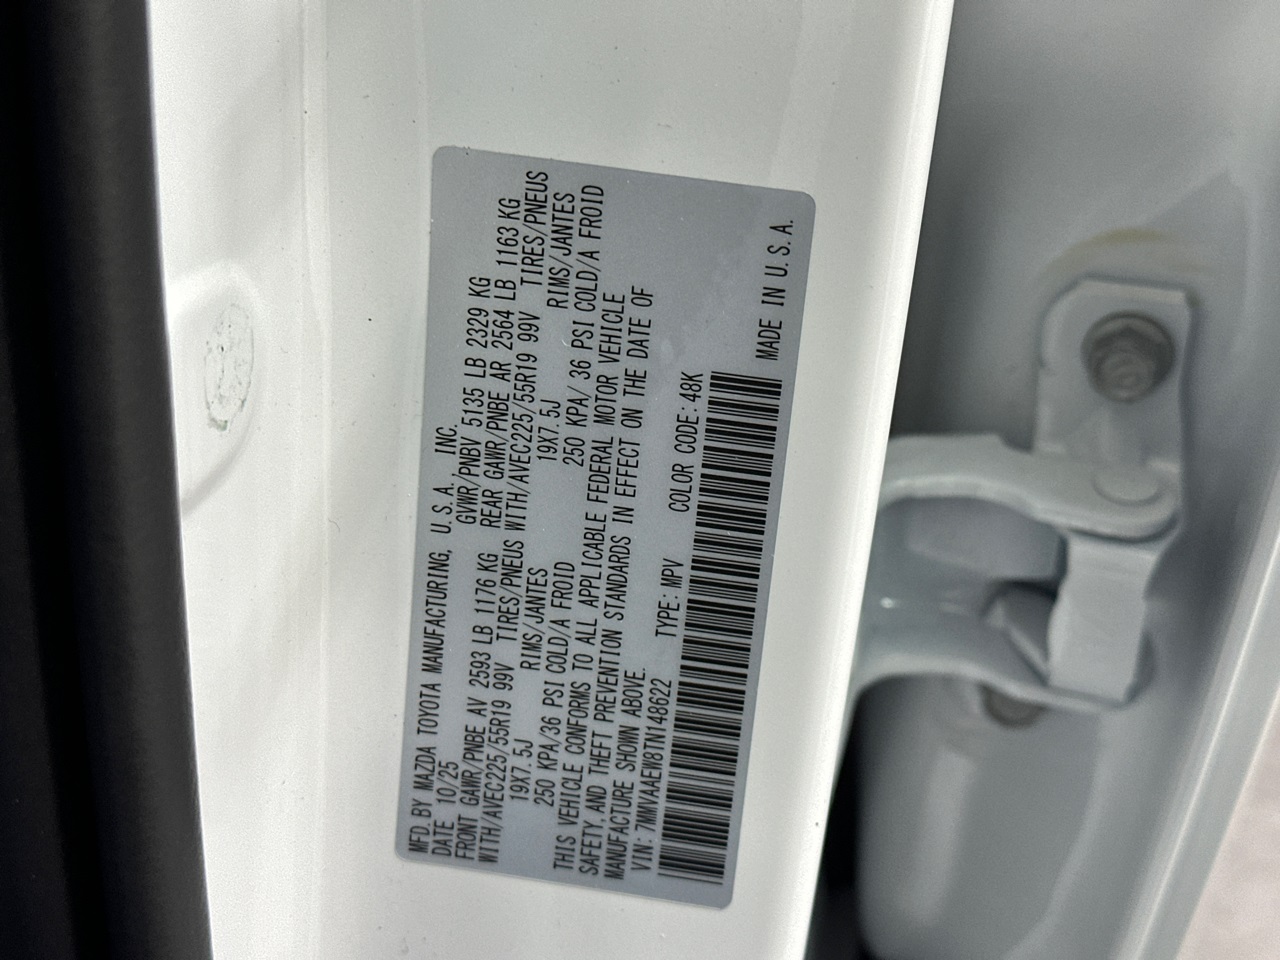 MFD. BY MAZDA TOYOTA MANUFACTURING, U.S.A., INC.
DATE 10/25 GVWR/PNBV 5135 LB 2329 KG
FRONT GAWR/PNBE AV 2593 LB 1176 KG REAR GAWR/PNBE AR 2564 LB 1163 KG
WITH/AVEC225/55R19 99V TIRES/PNEUS WITH/AVEC225/55R19 99V TIRES/PNEUS
19X7.5J RIMS/JANTES 19X7.5J RIMS/JANTES
250 KPA/36 PSI COLD/A FROID 250 KPA/ 36 PSI COLD/A FROID
THIS VEHICLE CONFORMS TO ALL APPLICABLE FEDERAL MOTOR VEHICLE
SAFETY, AND THEFT PREVENTION STANDARDS IN EFFECT ON THE DATE OF
MANUFACTURE SHOWN ABOVE.
VIN: 7MMVAAEW8TN148622 TYPE: MPV COLOR CODE: 48K
MADE IN U.S.A.